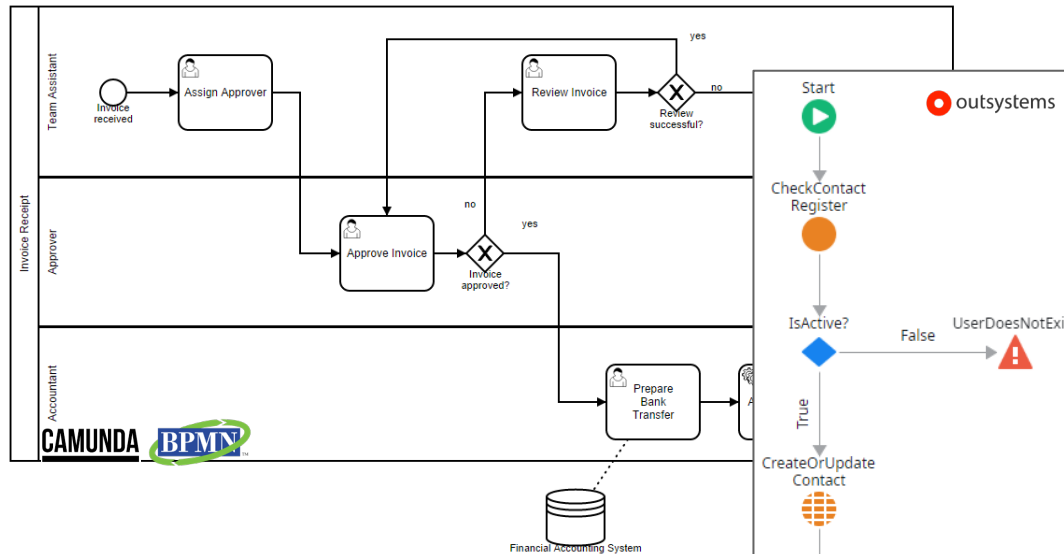 Invoice Receipt
Team Assistant
Invoice
received
Assign Approver
Review Invoice
yes
no
Review
successful?
Approver
Approve Invoice
no
yes
Invoice
approved?
Accountant
Prepare
Bank
Transfer
A
Financial Accounting System
CAMUNDA
BPMN
TM
outsystems
Start
CheckContact
Register
IsActive?
False
UserDoesNotExi
True
CreateOrUpdate
Contact